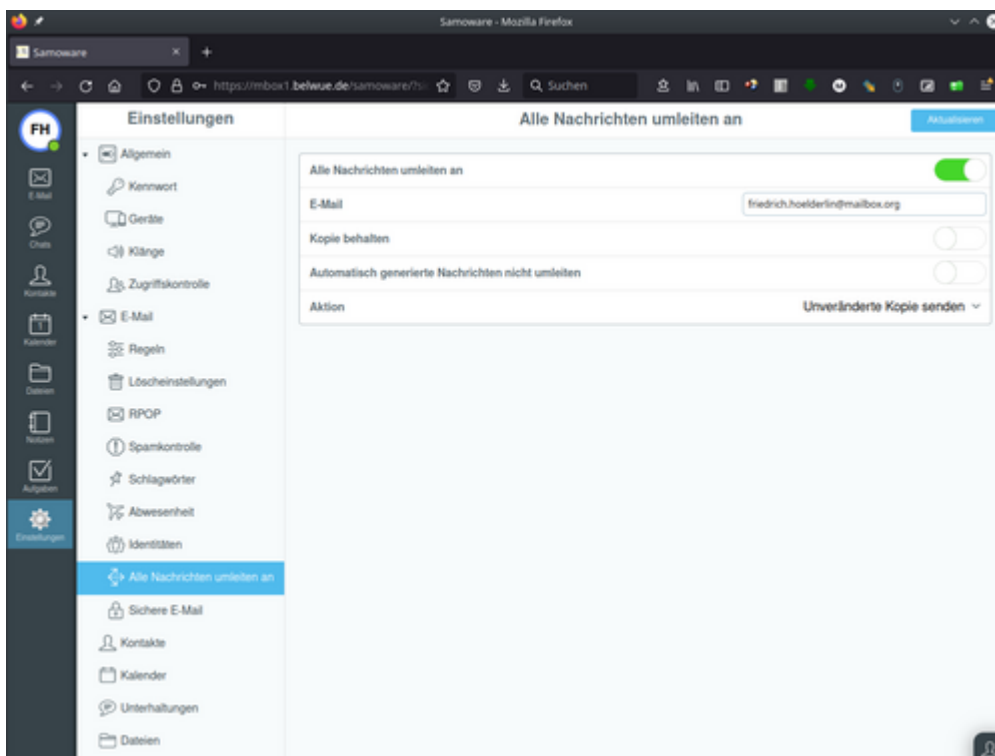 Samoware - Mozilla Firefox
Samoware
https://mbox1.belwue.de/samoware/?s
Suchen
FH
Einstellungen
Alle Nachrichten umleiten an
Aktualisieren
E-Mail
Chats
Kontakte
Kalender
Dateien
Notizen
Aufgaben
Einstellungen
Allgemein
Kennwort
Geräte
Klänge
Zugriffskontrolle
E-Mail
Regeln
Löscheinstellungen
RPOP
Spamkontrolle
Schlagwörter
Abwesenheit
Identitäten
Alle Nachrichten umleiten an
Sichere E-Mail
Kontakte
Kalender
Unterhaltungen
Dateien
Alle Nachrichten umleiten an
E-Mail friedrich.hoelderlin@mailbox.org
Kopie behalten
Automatisch generierte Nachrichten nicht umleiten
Aktion Unveränderte Kopie senden